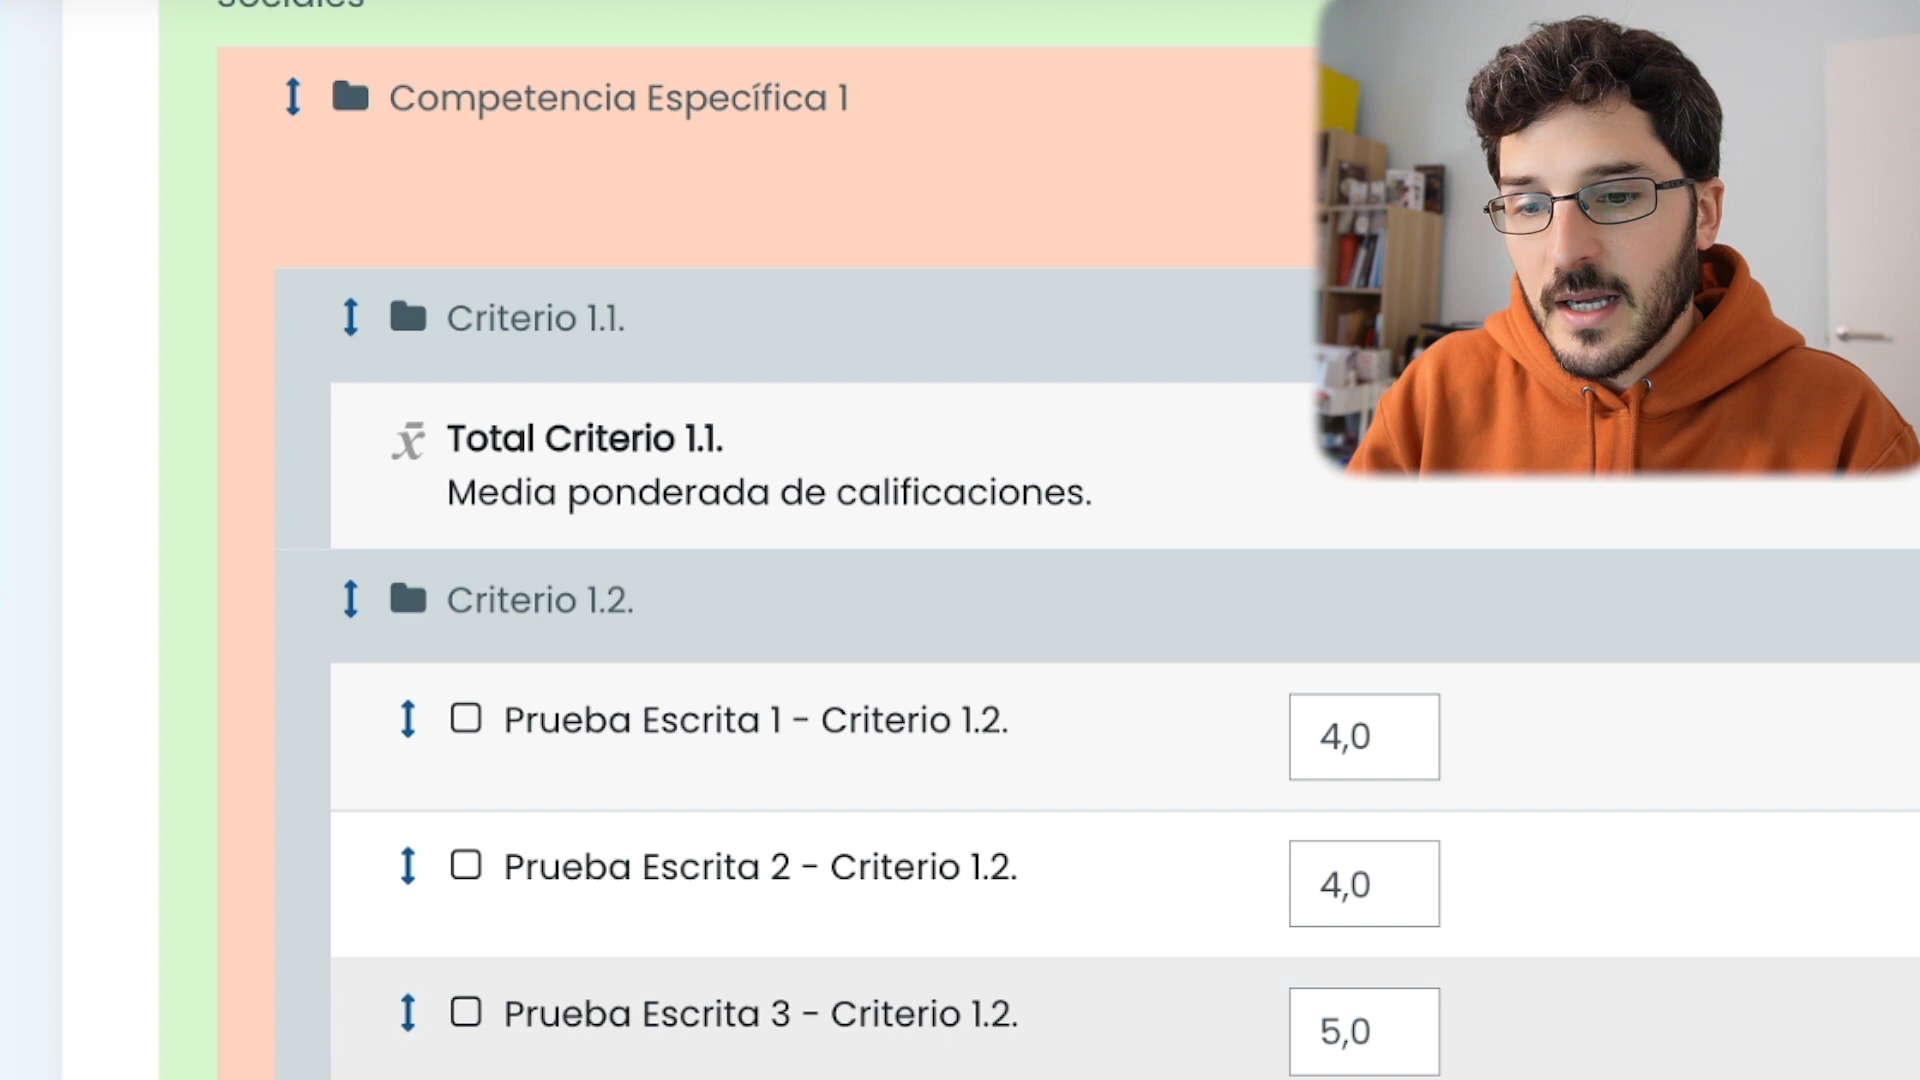 Sociales
Competencia Específica 1
Criterio 1.1.
Total Criterio 1.1.
Media ponderada de calificaciones.
Criterio 1.2.
Prueba Escrita 1 - Criterio 1.2.
4,0
Prueba Escrita 2 - Criterio 1.2.
4,0
Prueba Escrita 3 - Criterio 1.2.
5,0